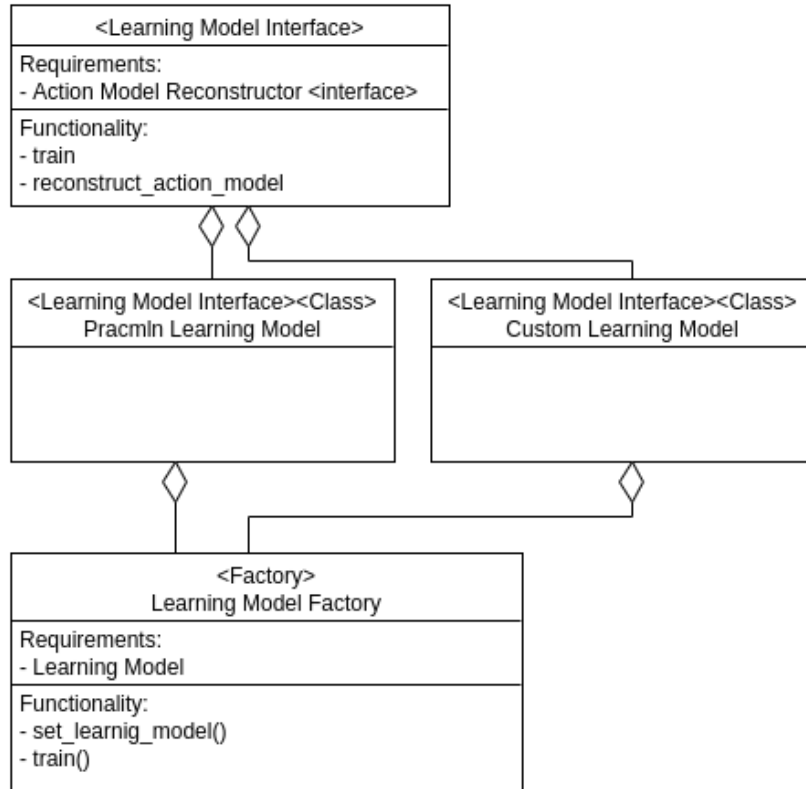 <Learning Model Interface>
Requirements:
- Action Model Reconstructor <interface>
Functionality:
- train
- reconstruct_action_model
<Learning Model Interface><Class>
Pracmln Learning Model
<Learning Model Interface><Class>
Custom Learning Model
<Factory>
Learning Model Factory
Requirements:
- Learning Model
Functionality:
- set_learnig_model()
- train()